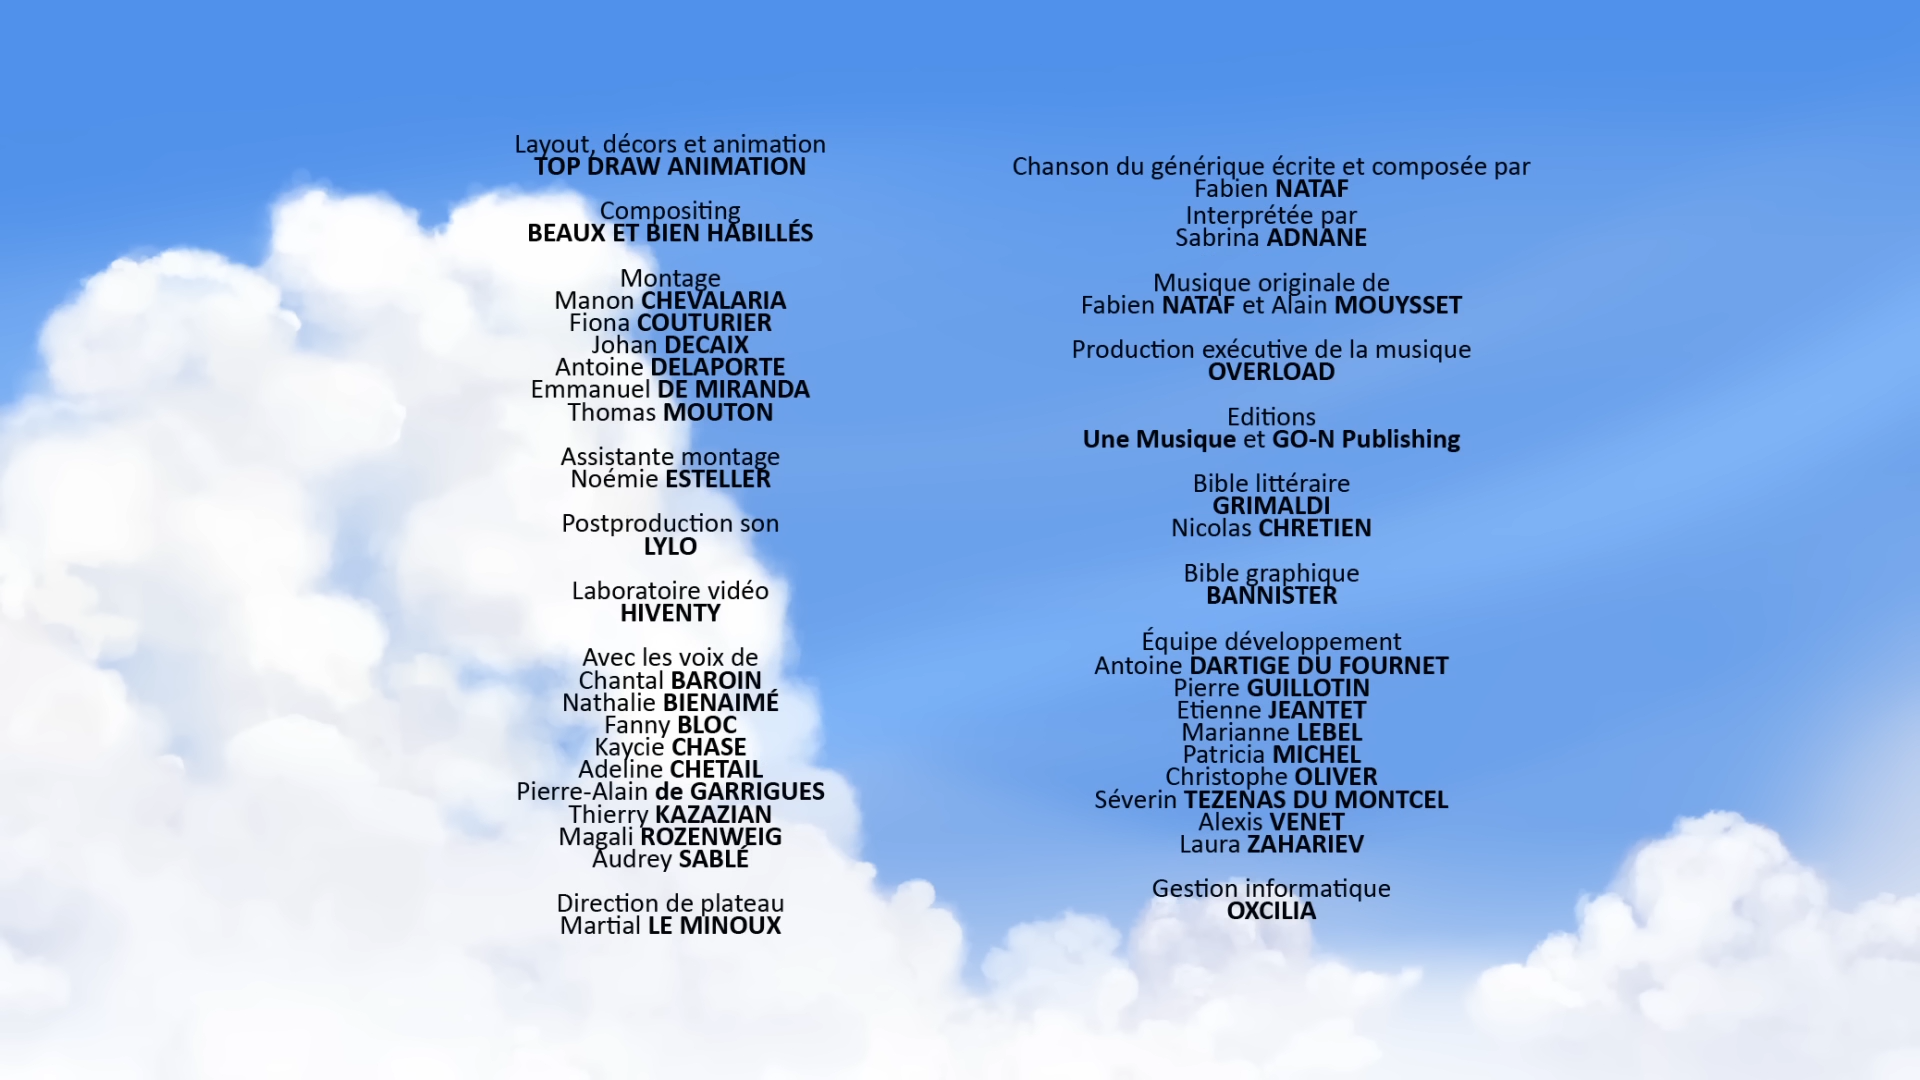 Layout, décors et animation
TOP DRAW ANIMATION
Compositing
BEAUX ET BIEN HABILLÉS
Montage
Manon CHEVALARIA
Fiona COUTURIER
Johan DECAIX
Antoine DELAPORTE
Emmanuel DE MIRANDA
Thomas MOUTON
Assistante montage
Noémie ESTELLER
Postproduction son
LYLO
Laboratoire vidéo
HIVENTY
Avec les voix de
Chantal BAROIN
Nathalie BIENAIMÉ
Fanny BLOC
Kaycie CHASE
Adeline CHETAIL
Pierre-Alain de GARRIGUES
Thierry KAZAZIAN
Magali ROZENWEIG
Audrey SABLÉ
Direction de plateau
Martial LE MINOUX
Chanson du générique écrite et composée par
Fabien NATAF
Interprétée par
Sabrina ADNANE
Musique originale de
Fabien NATAF et Alain MOUYSSET
Production exécutive de la musique
OVERLOAD
Editions
Une Musique et GO-N Publishing
Bible littéraire
GRIMALDI
Nicolas CHRETIEN
Bible graphique
BANNISTER
Équipe développement
Antoine DARTIGE DU FOURNET
Pierre GUILLOTIN
Etienne JEANTET
Marianne LEBEL
Patricia MICHEL
Christophe OLIVER
Séverin TEZENAS DU MONTCEL
Alexis VENET
Laura ZAHARIEV
Gestion informatique
OXCILIA